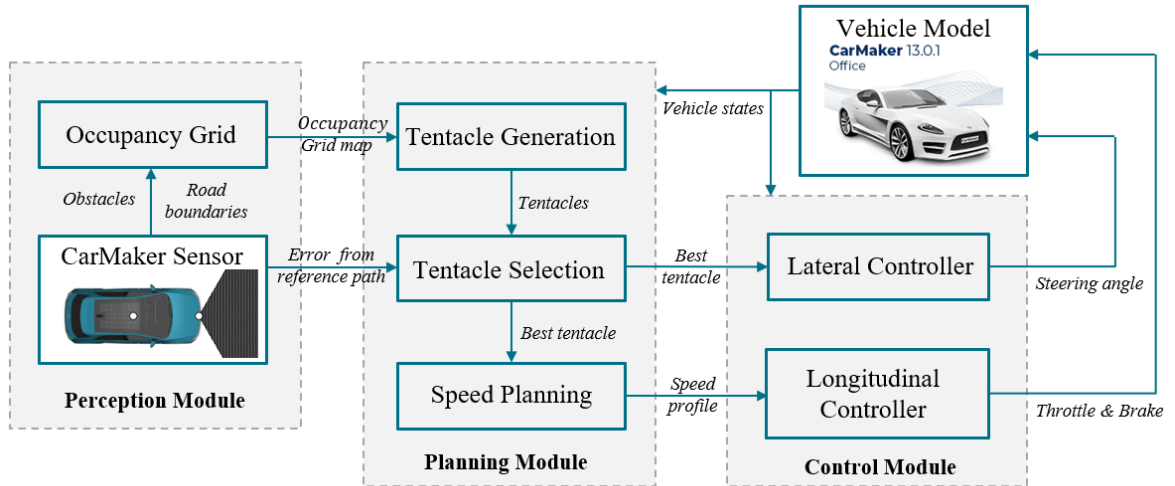 Vehicle Model
CarMaker 13.0.1
Office
Occupancy Grid
Occupancy
Grid map
Tentacle Generation
Vehicle states
Obstacles
Road
boundaries
Tentacles
CarMaker Sensor
Error from
reference path
Tentacle Selection
Best
tentacle
Lateral Controller
Steering angle
Best tentacle
Perception Module
Speed Planning
Speed
profile
Longitudinal
Controller
Throttle & Brake
Planning Module
Control Module